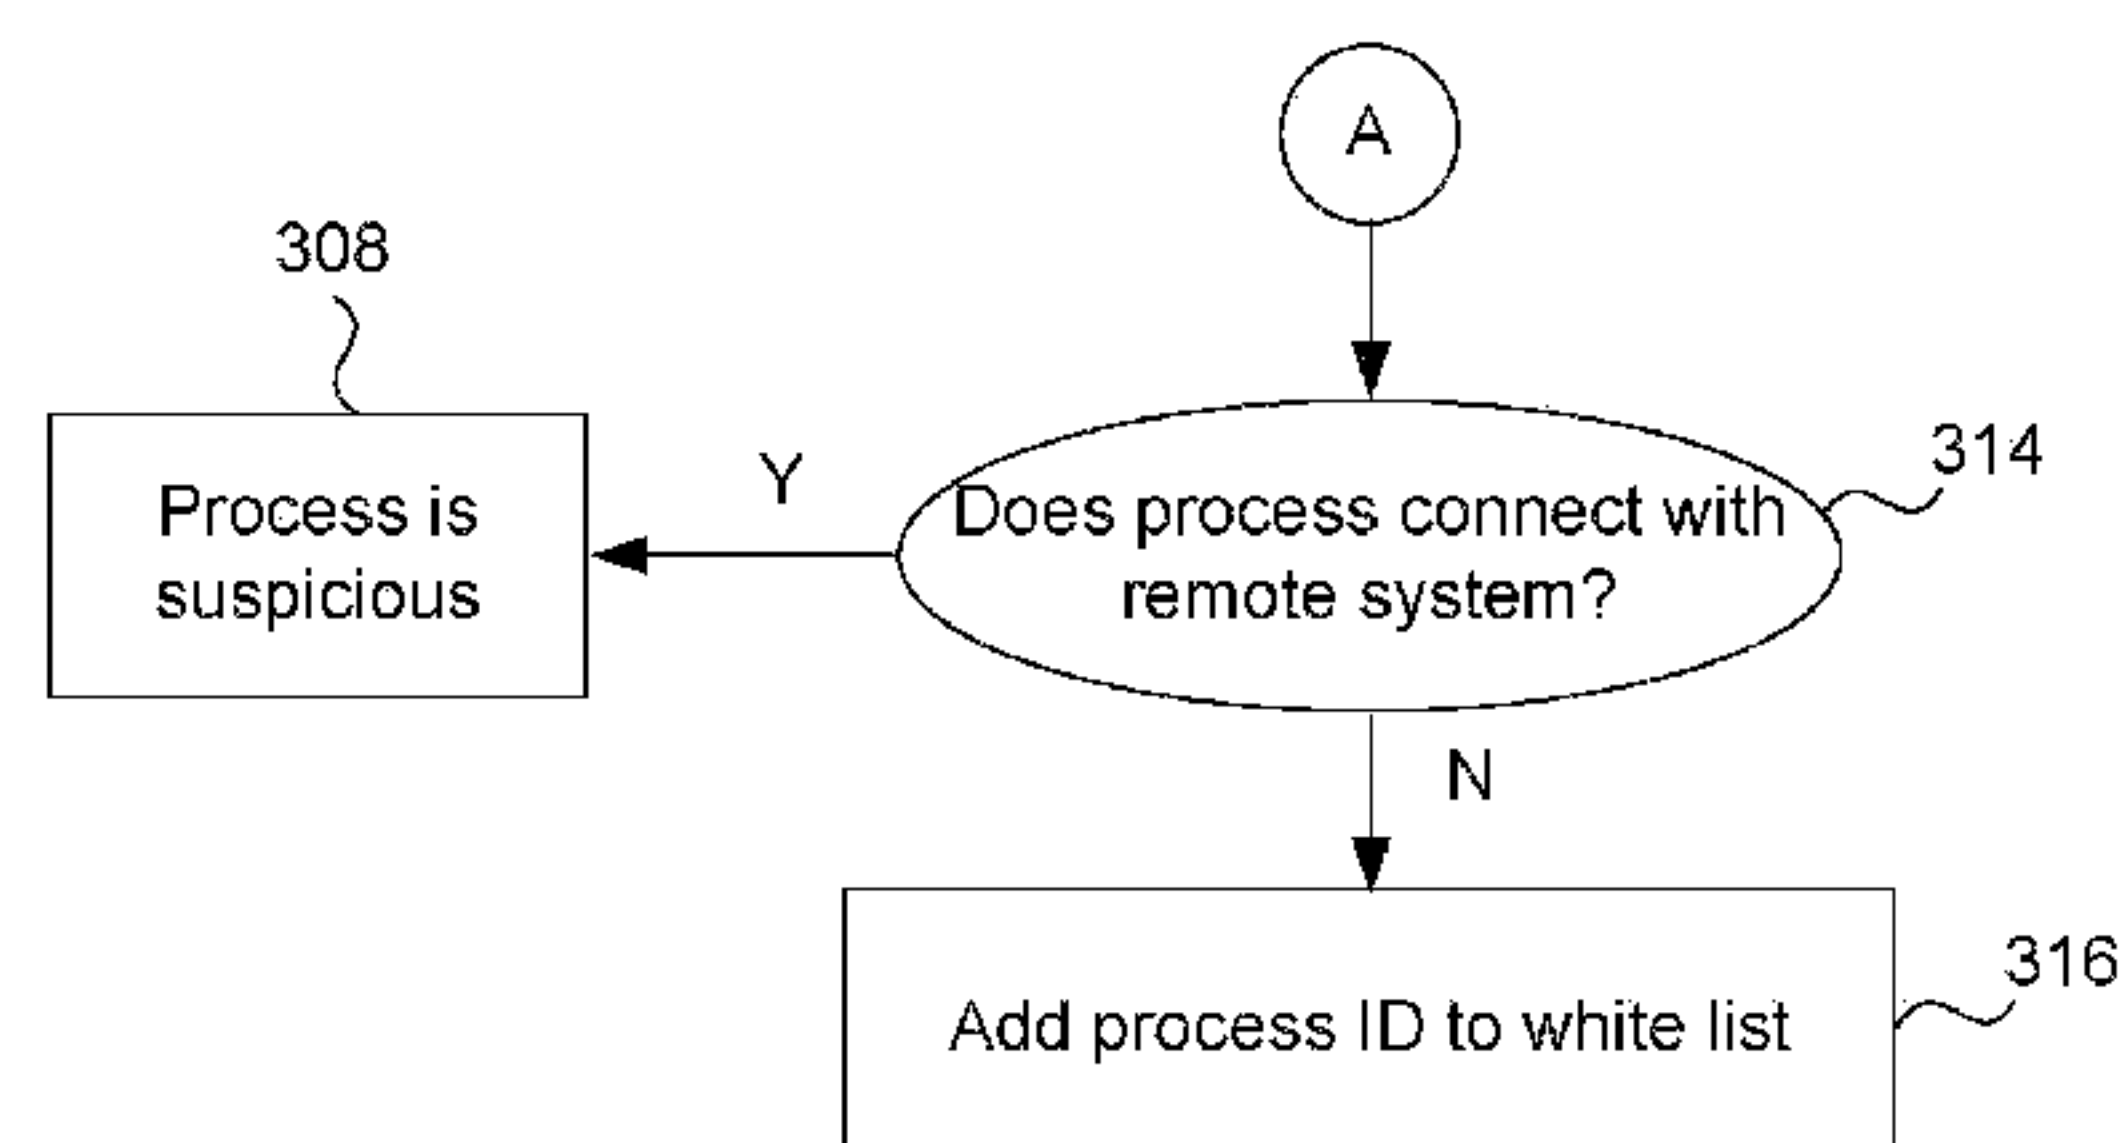 A
308
314
Y
Does process connect with
remote system?
Process is
suspicious
N
316
Add process ID to white list